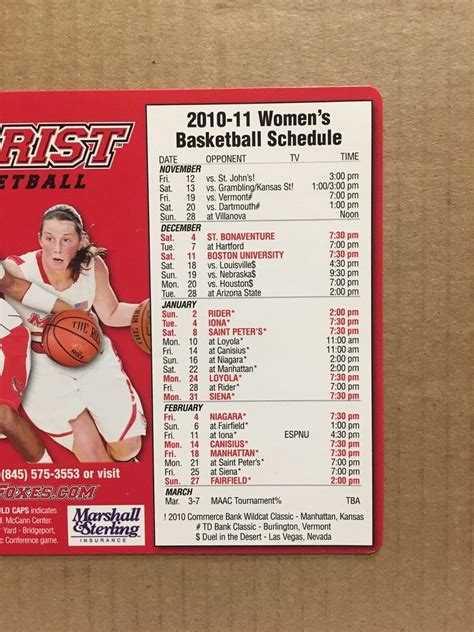 RIST
ETBALL
(845) 575-3553 or visit
FOXES.COM
LD CAPS indicates
McCann Center.
Yard - Bridgeport,
c Conference game.
Marshall
& Sterling
INSURANCE
2010-11 Women's
Basketball Schedule
DATE OPPONENT TV TIME
NOVEMBER
Fri. 12 vs. St. John's! 3:00 pm
Sat. 13 vs. Grambling/Kansas St! 1:00/3:00 pm
Fri. 19 vs. Vermont# 7:00 pm
Sat. 20 vs. Dartmouth# pm
Sun. 28 at Villanova Noon
DECEMBER
Sat. 4 ST. BONAVENTURE 7:30 pm
Tue. 7 at Hartford 7:00 pm
Sat. 11 BOSTON UNIVERSITY 7:30 pm
Sat. 18 vs. Louisville$ 4:30 pm
Sun. 19 vs. Nebraska$ 9:30 pm
Mon. 20 vs. Houston$ 7:00 pm
Tue. 28 at Arizona State pm
JANUARY
Sun. 2 RIDER* 2:00 pm
Tue. 4 IONA* 7:30 pm
Sat. 8 SAINT PETER'S* 7:30 pm
Mon. 10 at Loyola* 11:00 am
Fri. 14 at Canisius* 11:00 am
Sun. 16 at Niagara* 2:00 pm
Sat. 22 at Manhattan* 2:00 pm
Mon. 24 LOYOLA* 7:30 pm
Fri. 28 at Rider* 7:00 pm
Mon. 31 SIENA* 7:30 pm
FEBRUARY
Fri. 4 NIAGARA* 7:30 pm
Sun. 6 at Fairfield* pm
Fri. 11 at Iona* ESPNU pm
Mon. 14 CANISIUS* 7:30 pm
Fri. 18 MANHATTAN* 7:30 pm
Mon. 21 at Saint Peter's* 7:00 pm
Fri. 25 at Siena* 7:00 pm
Sun. 27 FAIRFIELD* 2:00 pm
MARCH
Mar. 3-7 MAAC Tournament% TBA
! 2010 Commerce Bank Wildcat Classic - Manhattan, Kansas
# TD Bank Classic - Burlington, Vermont
$ Duel in the Desert - Las Vegas, Nevada